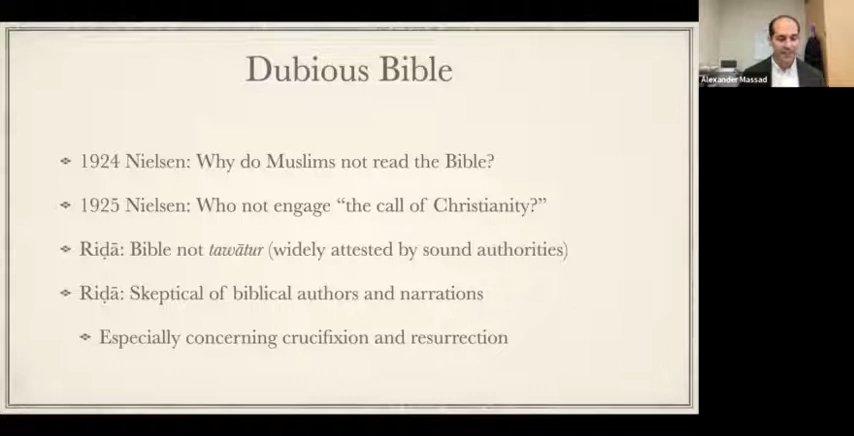 Dubious Bible
1924 Nielsen: Why do Muslims not read the Bible?
1925 Nielsen: Who not engage “the call of Christianity?”
Riḍā: Bible not tawātur (widely attested by sound authorities)
Riḍā: Skeptical of biblical authors and narrations
Especially concerning crucifixion and resurrection
Alexander Massad